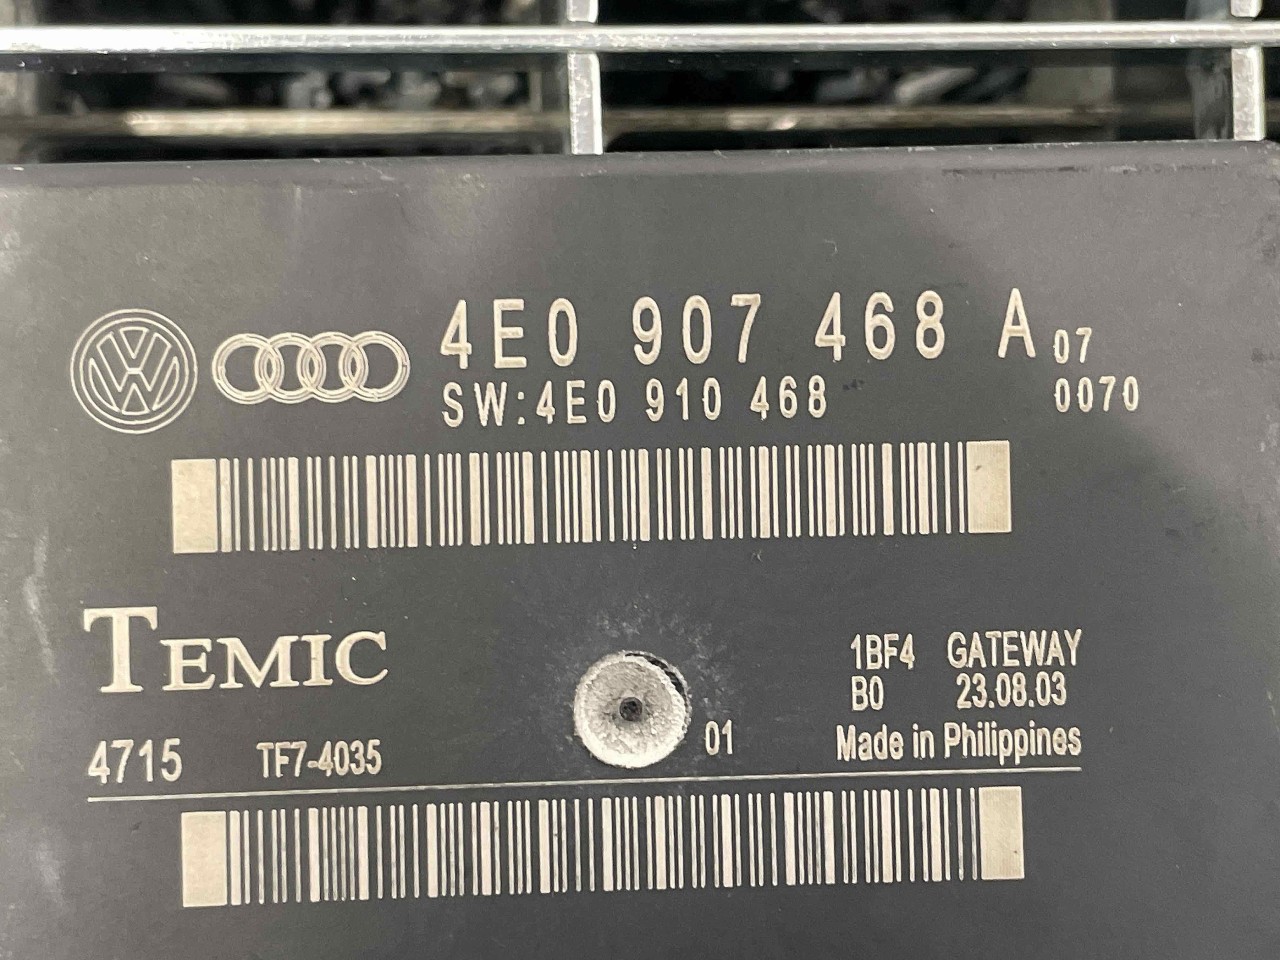 4E0 907 468 A 07
SW:4E0 910 468 0070
TEMIC
1BF4 GATEWAY
B0 23.08.03
4715 TF7-4035 01 Made in Philippines